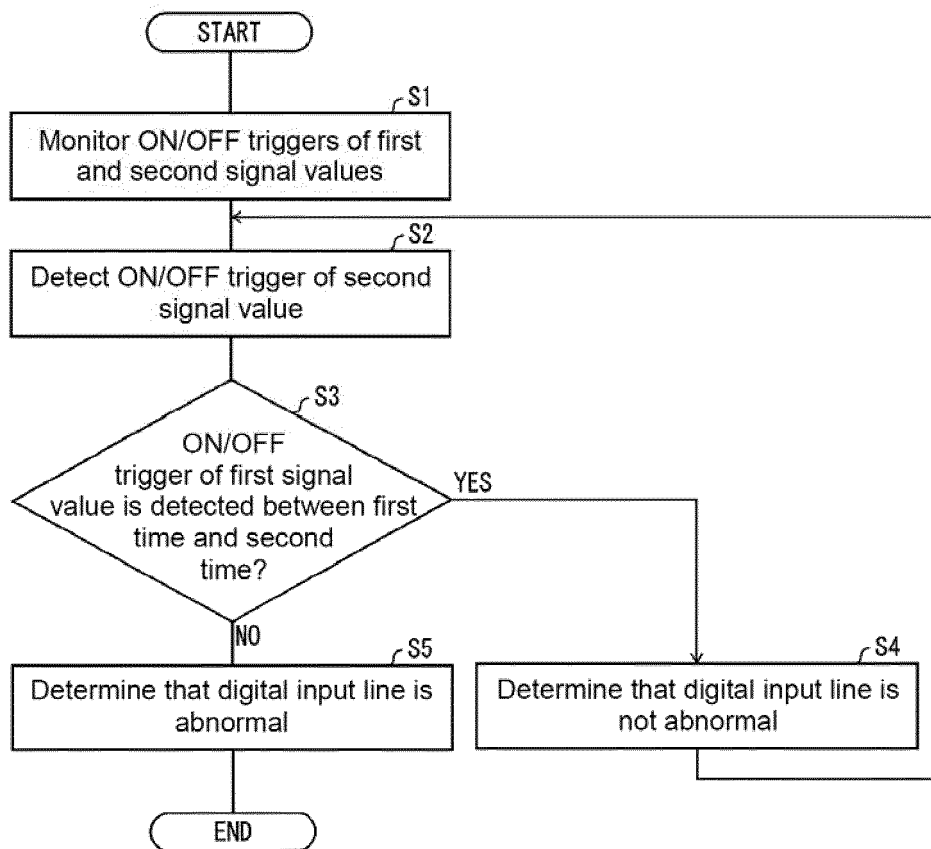 START
S1
Monitor ON/OFF triggers of first
and second signal values
S2
Detect ON/OFF trigger of second
signal value
S3
ON/OFF
trigger of first signal
value is detected between first
time and second
time?
YES
NO
S5
Determine that digital input line is
abnormal
S4
Determine that digital input line is
not abnormal
END